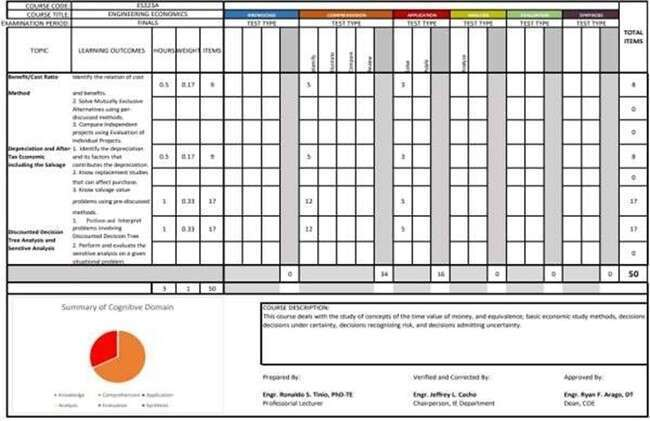 COURSE CODE: ES323A
COURSE TITLE: ENGINEERING ECONOMICS
EXAMINATION PERIOD: FINALS
KNOWLEDGE COMPREHENSION APPLICATION ANALYSIS EVALUATION SYNTHESIS
TEST TYPE TEST TYPE TEST TYPE TEST TYPE TEST TYPE TEST TYPE
TOTAL ITEMS
TOPIC LEARNING OUTCOMES HOURS WEIGHT ITEMS
Benefit/Cost Ratio Identify the relation of cost
Method and benefits. 0.5 0.17 9 5 3 8
2. Solve Mutually Exclusive
Alternatives using pre-
discussed methods. 0
3. Compare Independent
projects using Evaluation of
Individual Projects. 0
Depreciation and After 1. Identify the depreciation
Tax Economic and its factors that
including the Salvage contributes the depreciation. 0.5 0.17 9 5 3 8
2. Know replacement studies
that can affect purchase. 0
3. Know salvage value
problems using pre-discussed
methods. 1 0.33 17 12 5 17
Discounted Decision 1. Perform and Interpret
Tree Analysis and problems involving
Sensitive Analysis Discounted Decision Tree 1 0.33 17 12 5 17
2. Perform and evaluate the
sensitive analysis on a given
situational problem. 0
0 34 16 0 0 0 50
3 1 50
Summary of Cognitive Domain
Knowledge Comprehension Application
Analysis Evaluation Synthesis
COURSE DESCRIPTION:
This course deals with the study of concepts of the time value of money, and equivalence; basic economic study methods, decisions
decisions under certainty, decisions recognising risk, and decisions admitting uncertainty.
Prepared By: Verified and Corrected By: Approved by:
Engr. Ronaldo S. Tinio, PhD-TE Engr. Jeffrey L. Cacho Engr. Ryan F. Arago, DT
Professorial Lecturer Chairperson, IE Department Dean, COE